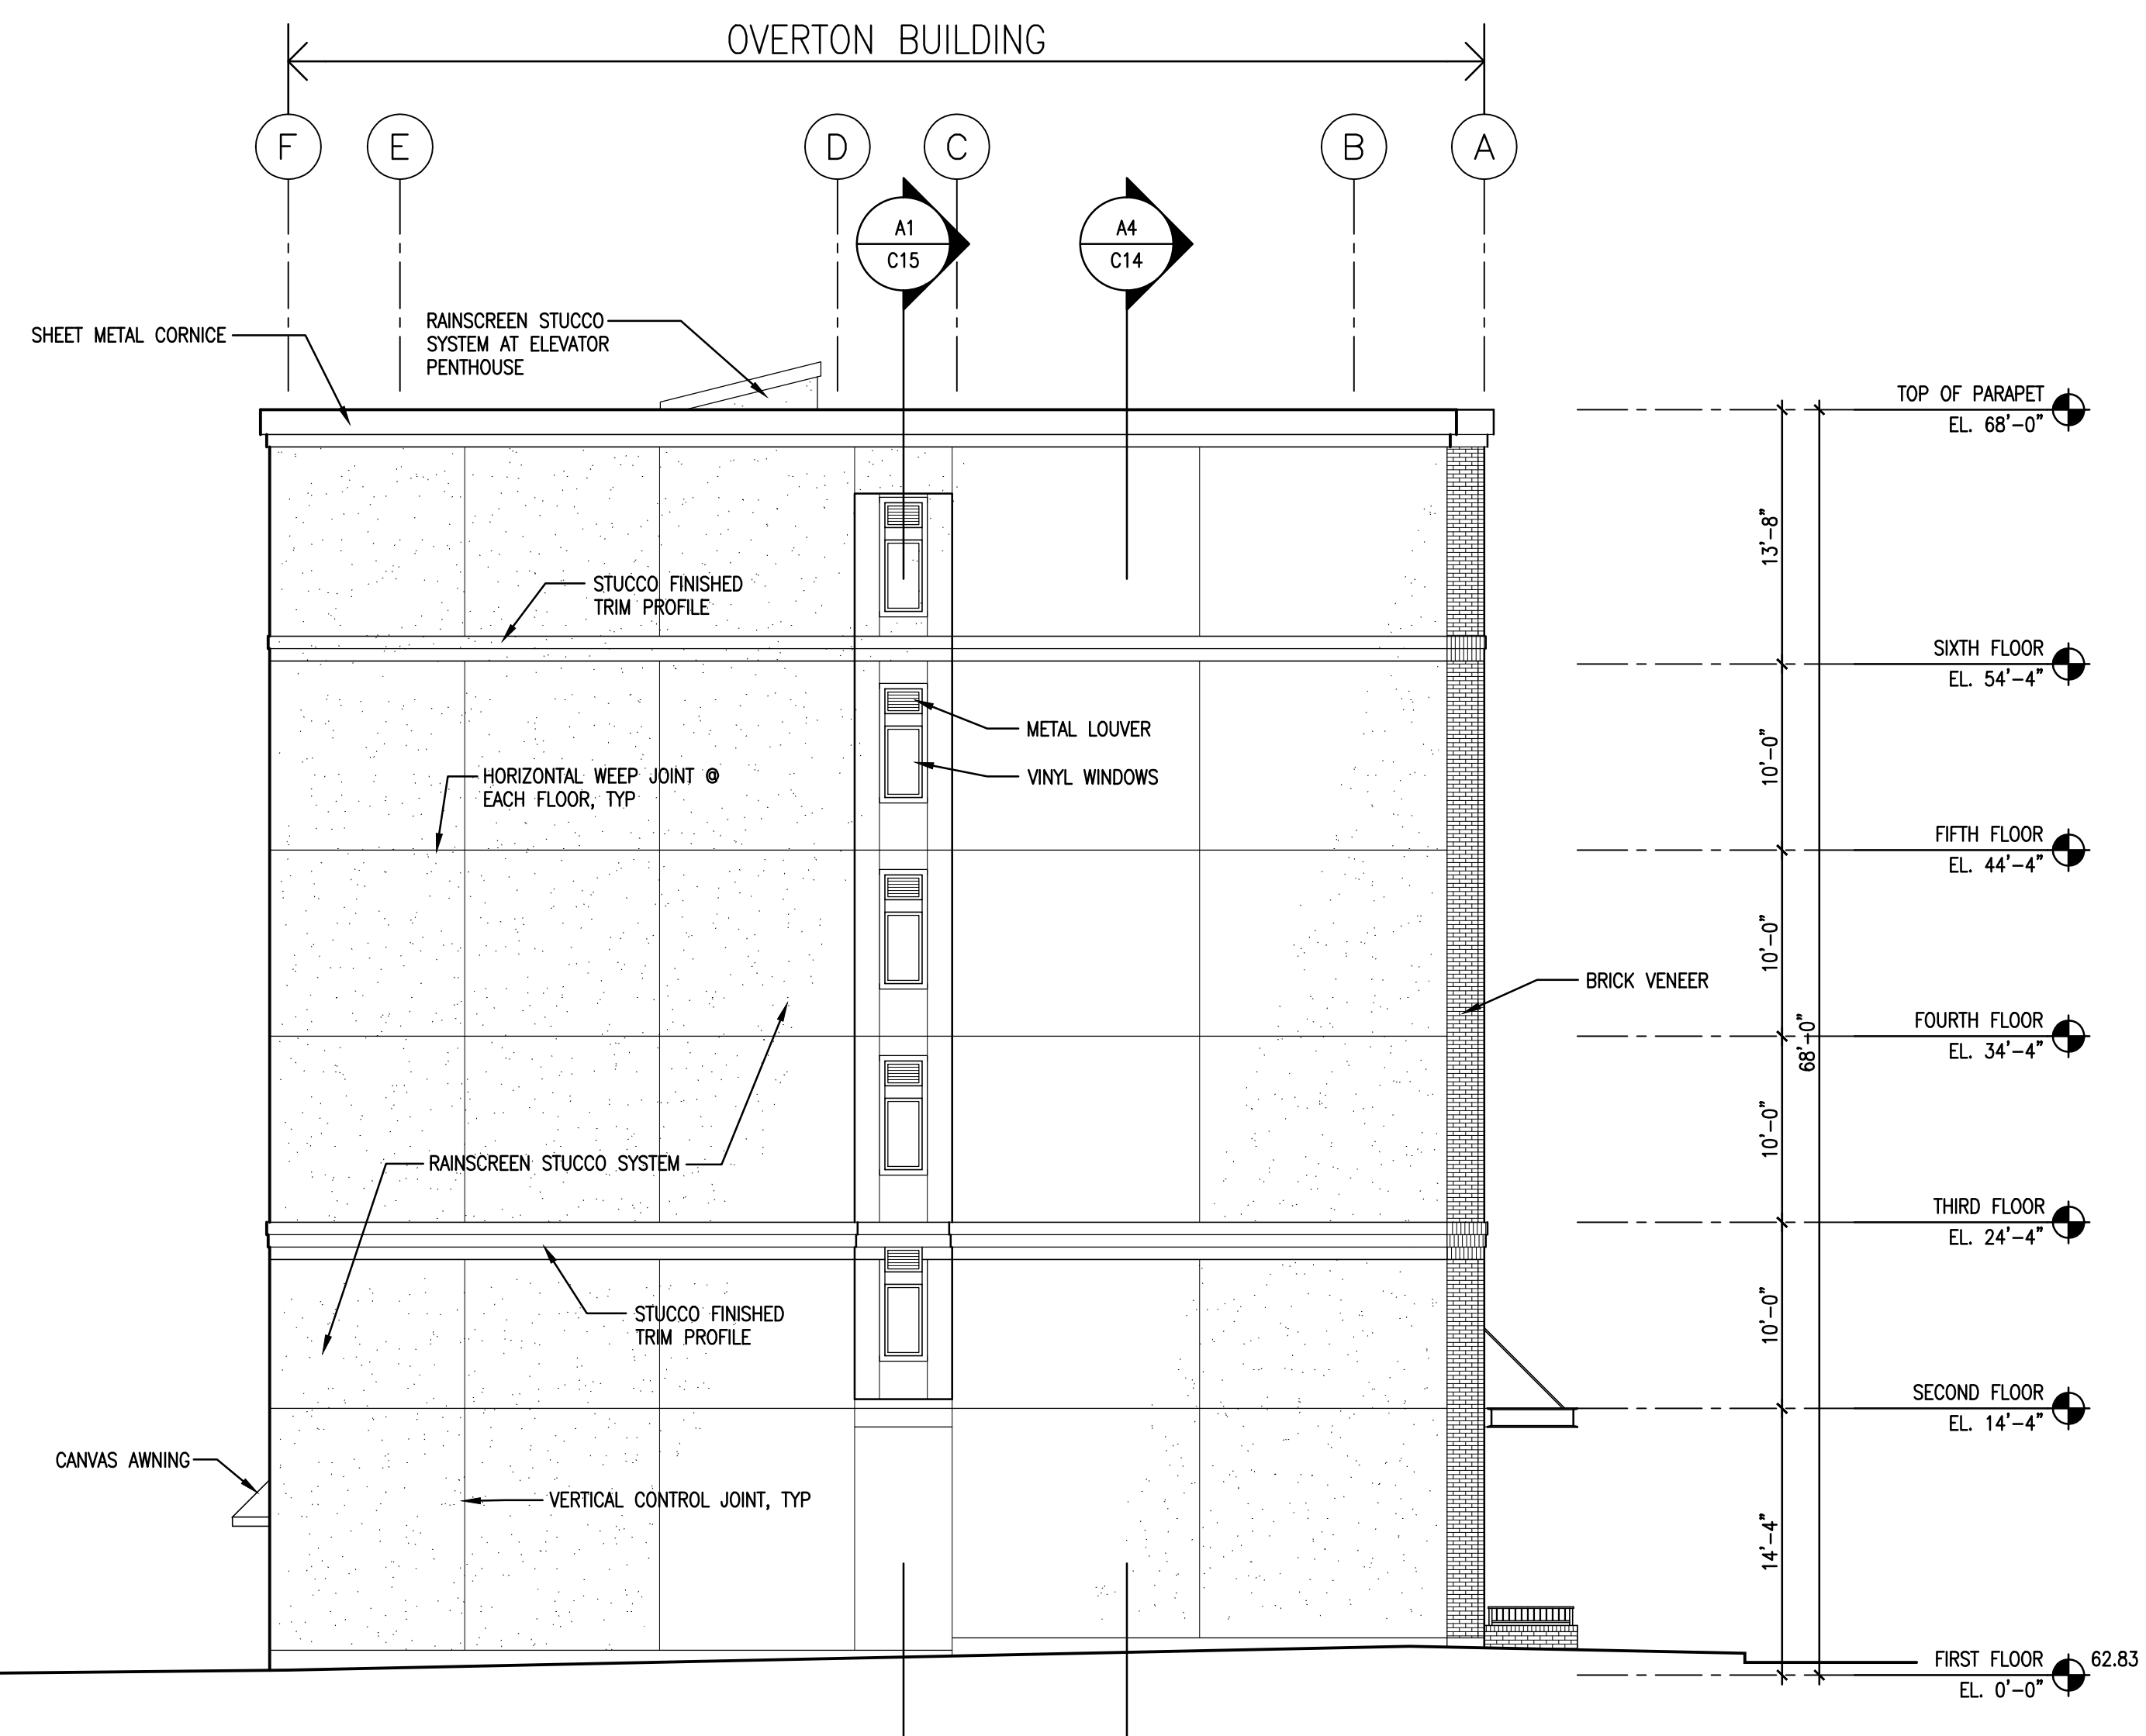 OVERTON BUILDING
F E D C B A
A1
C15
A4
C14
SHEET METAL CORNICE
RAINSCREEN STUCCO
SYSTEM AT ELEVATOR
PENTHOUSE
TOP OF PARAPET
EL. 68'-0"
13'-8"
STUCCO FINISHED
TRIM PROFILE
SIXTH FLOOR
EL. 54'-4"
METAL LOUVER
VINYL WINDOWS
10'-0"
HORIZONTAL WEEP JOINT @
EACH FLOOR, TYP
FIFTH FLOOR
EL. 44'-4"
10'-0"
BRICK VENEER
FOURTH FLOOR
EL. 34'-4"
68'-0"
10'-0"
RAINSCREEN STUCCO SYSTEM
THIRD FLOOR
EL. 24'-4"
10'-0"
STUCCO FINISHED
TRIM PROFILE
SECOND FLOOR
EL. 14'-4"
CANVAS AWNING
VERTICAL CONTROL JOINT, TYP
14'-4"
FIRST FLOOR 62.83
EL. 0'-0"